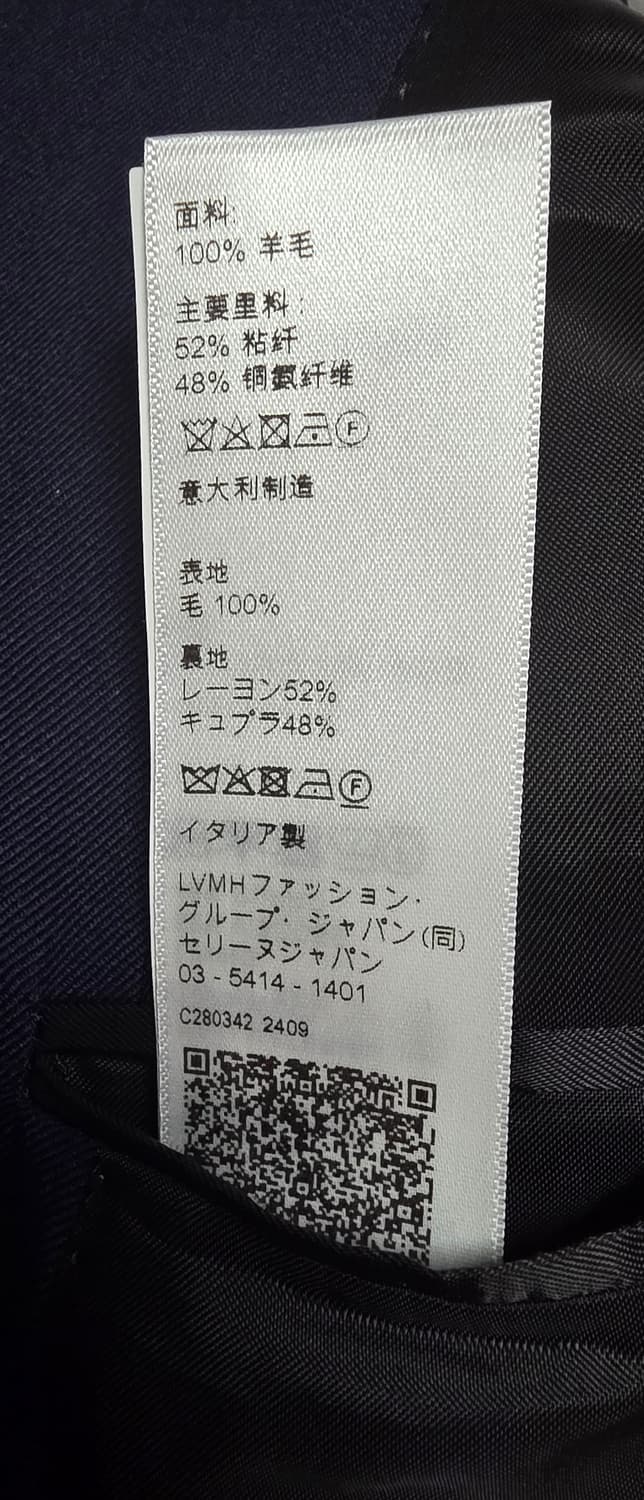 面料:
100% 羊毛
主要里料:
52% 粘纤
48% 铜氨纤维
F
意大利制造
表地
毛 100%
裏地
レーヨン52%
キュプラ48%
F
イタリア製
LVMHファッション・
グループ・ジャパン(同)
セリーヌジャパン
03 - 5414 - 1401
C280342 2409